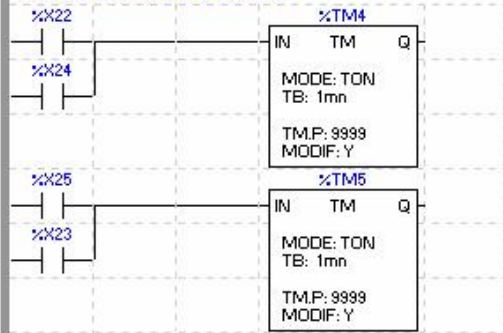 %X22 %TM4
IN TM Q
%X24
MODE: TON
TB: 1mn
TM.P: 9999
MODIF: Y
%X25 %TM5
IN TM Q
%X23
MODE: TON
TB: 1mn
TM.P: 9999
MODIF: Y